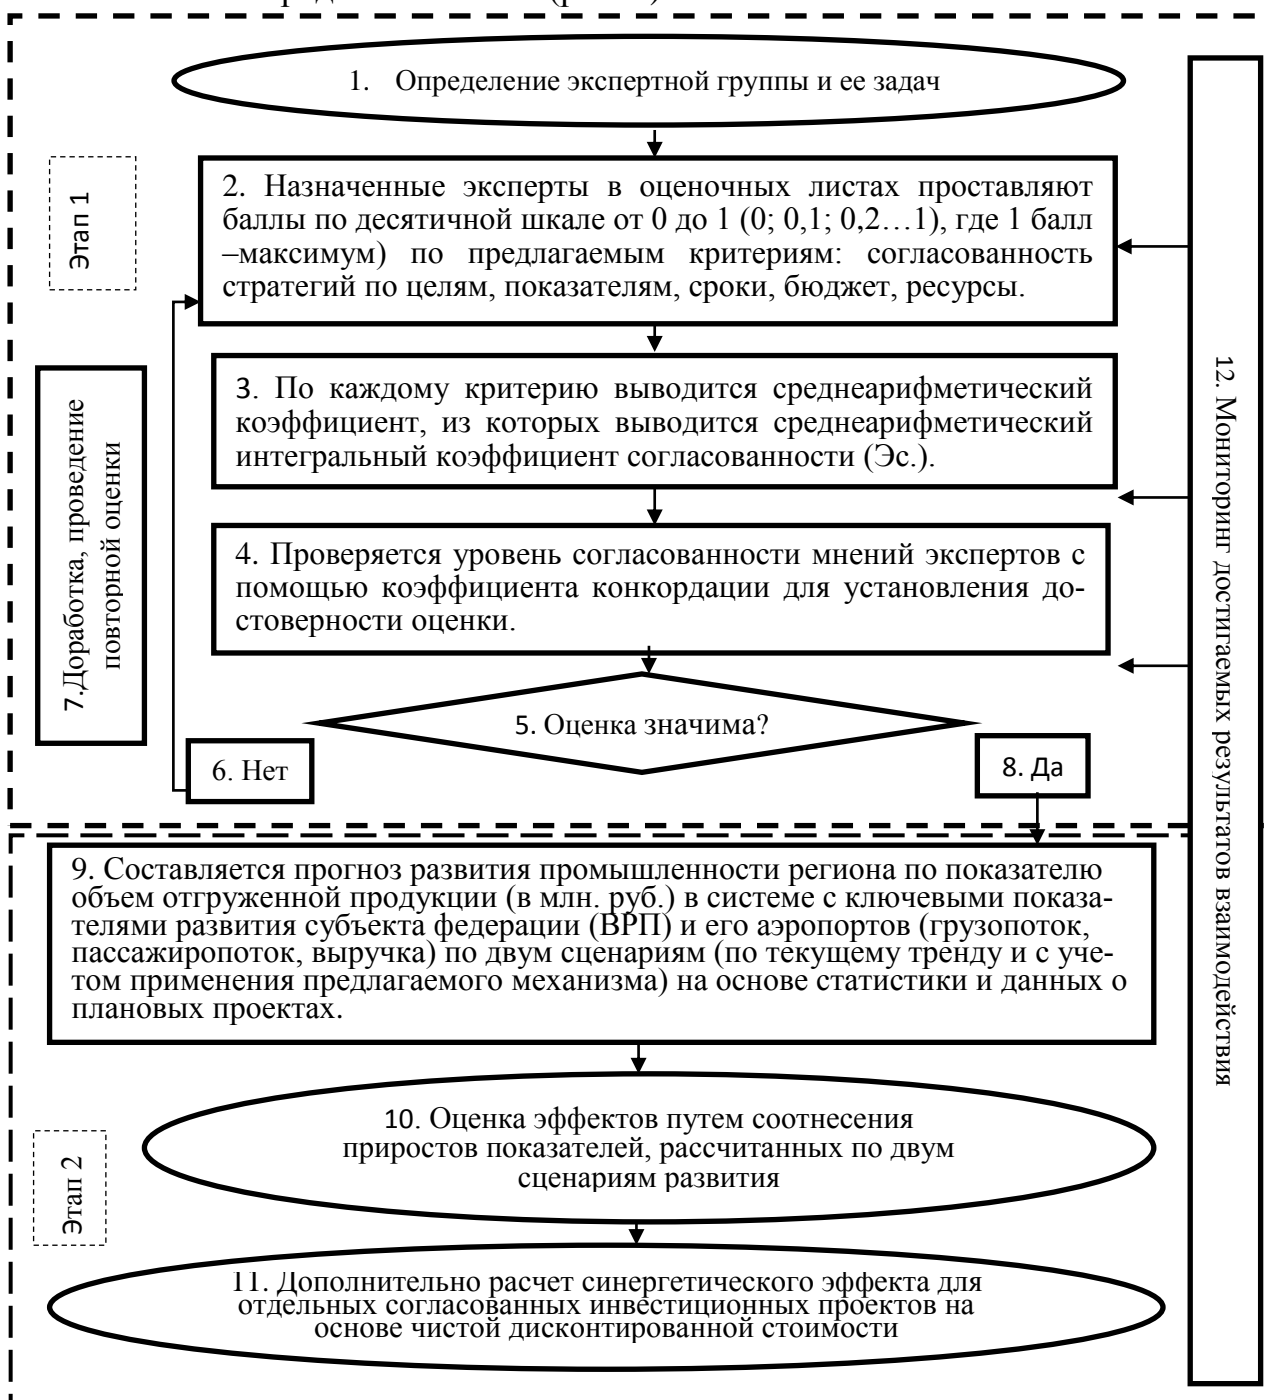 1. Определение экспертной группы и ее задач
Этап 1
2. Назначенные эксперты в оценочных листах проставляют
баллы по десятичной шкале от 0 до 1 (0; 0,1; 0,2…1), где 1 балл
–максимум) по предлагаемым критериям: согласованность
стратегий по целям, показателям, сроки, бюджет, ресурсы.
3. По каждому критерию выводится среднеарифметический
коэффициент, из которых выводится среднеарифметический
интегральный коэффициент согласованности (Эс.).
4. Проверяется уровень согласованности мнений экспертов с
помощью коэффициента конкордации для установления до-
стоверности оценки.
5. Оценка значима?
6. Нет
7.Доработка, проведение
повторной оценки
8. Да
9. Составляется прогноз развития промышленности региона по показателю
объем отгруженной продукции (в млн. руб.) в системе с ключевыми показа-
телями развития субъекта федерации (ВРП) и его аэропортов (грузопоток,
пассажиропоток, выручка) по двум сценариям (по текущему тренду и с уче-
том применения предлагаемого механизма) на основе статистики и данных о
плановых проектах.
Этап 2
10. Оценка эффектов путем соотнесения
приростов показателей, рассчитанных по двум
сценариям развития
11. Дополнительно расчет синергетического эффекта для
отдельных согласованных инвестиционных проектов на
основе чистой дисконтированной стоимости
12. Мониторинг достигаемых результатов взаимодействия